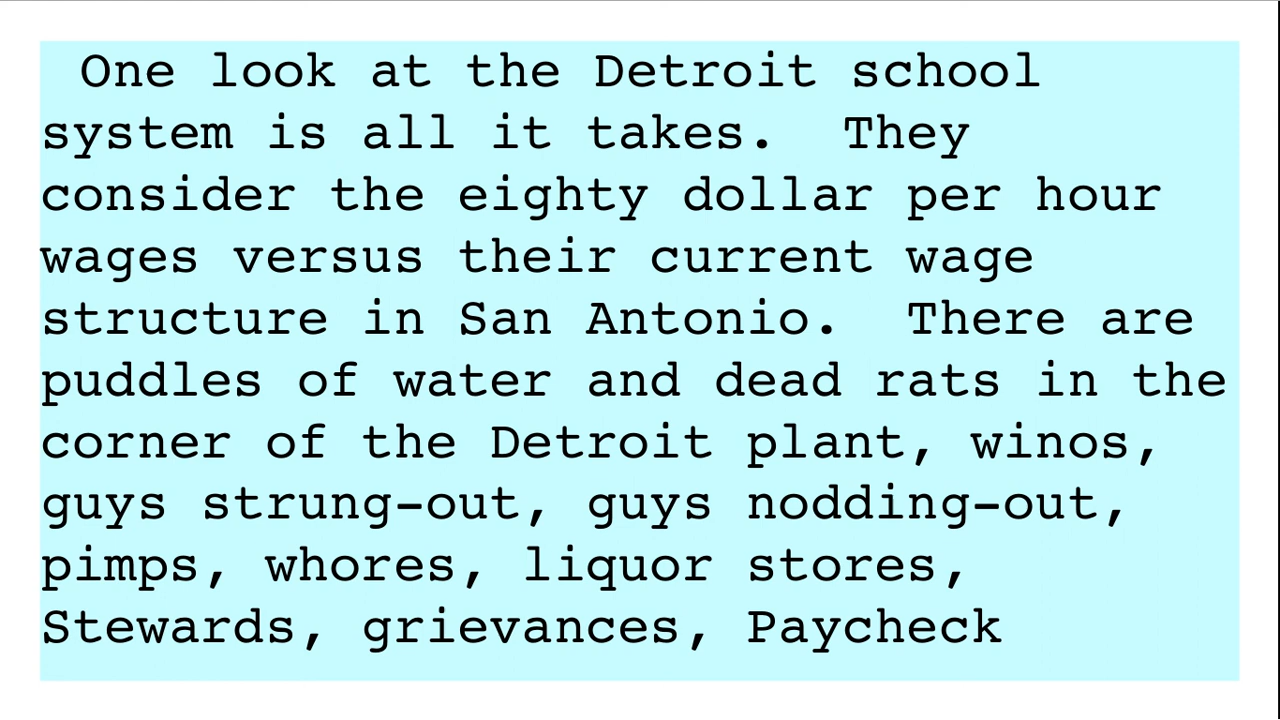 One look at the Detroit school
system is all it takes.  They
consider the eighty dollar per hour
wages versus their current wage
structure in San Antonio.  There are
puddles of water and dead rats in the
corner of the Detroit plant, winos,
guys strung-out, guys nodding-out,
pimps, whores, liquor stores,
Stewards, grievances, Paycheck